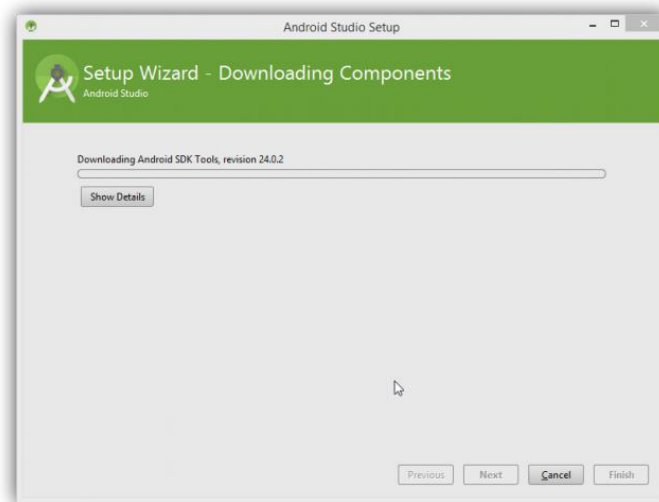 Android Studio Setup
Setup Wizard - Downloading Components
Android Studio
Downloading Android SDK Tools, revision 24.0.2
Show Details
Previous Next Cancel Finish